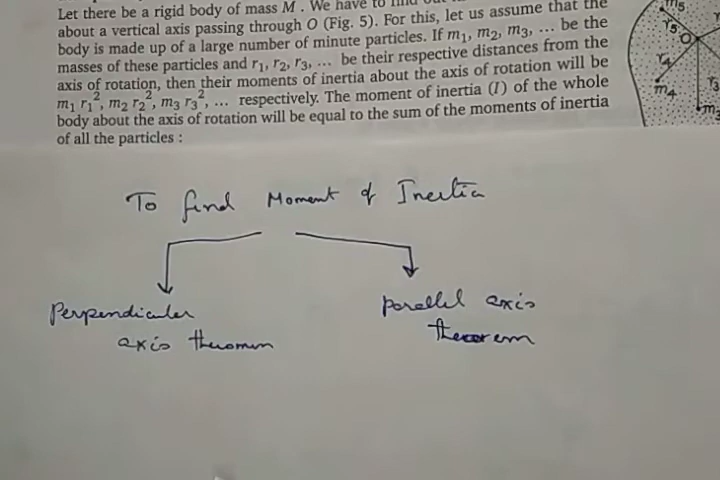 Let there be a rigid body of mass M. We have to find out
about a vertical axis passing through O (Fig. 5). For this, let us assume that the
body is made up of a large number of minute particles. If m₁, m₂, m₃, ... be the
masses of these particles and r₁, r₂, r₃, ... be their respective distances from the
axis of rotation, then their moments of inertia about the axis of rotation will be
m₁ r₁², m₂ r₂², m₃ r₃², ... respectively. The moment of inertia (I) of the whole
body about the axis of rotation will be equal to the sum of the moments of inertia
of all the particles :
m₅
r₅
O
r₄
m₄
r₃
To find Moment of Inertia
Perpendicular
axis theuomen
parallel axis
theorem